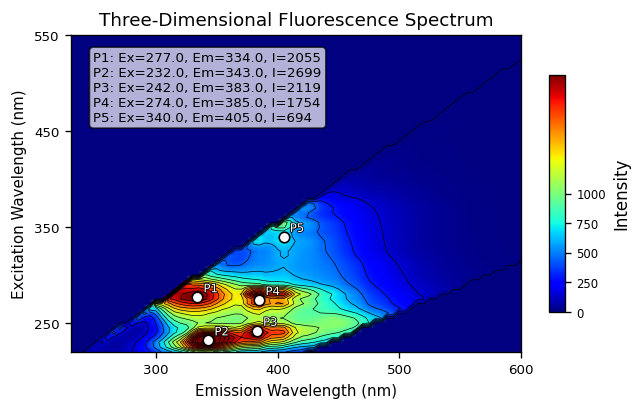 Three-Dimensional Fluorescence Spectrum
P1: Ex=277.0, Em=334.0, I=2055
P2: Ex=232.0, Em=343.0, I=2699
P3: Ex=242.0, Em=383.0, I=2119
P4: Ex=274.0, Em=385.0, I=1754
P5: Ex=340.0, Em=405.0, I=694
550
450
350
250
Excitation Wavelength (nm)
P5
P1
P4
P3
P2
300
400
500
600
Emission Wavelength (nm)
1000
750
500
250
0
Intensity